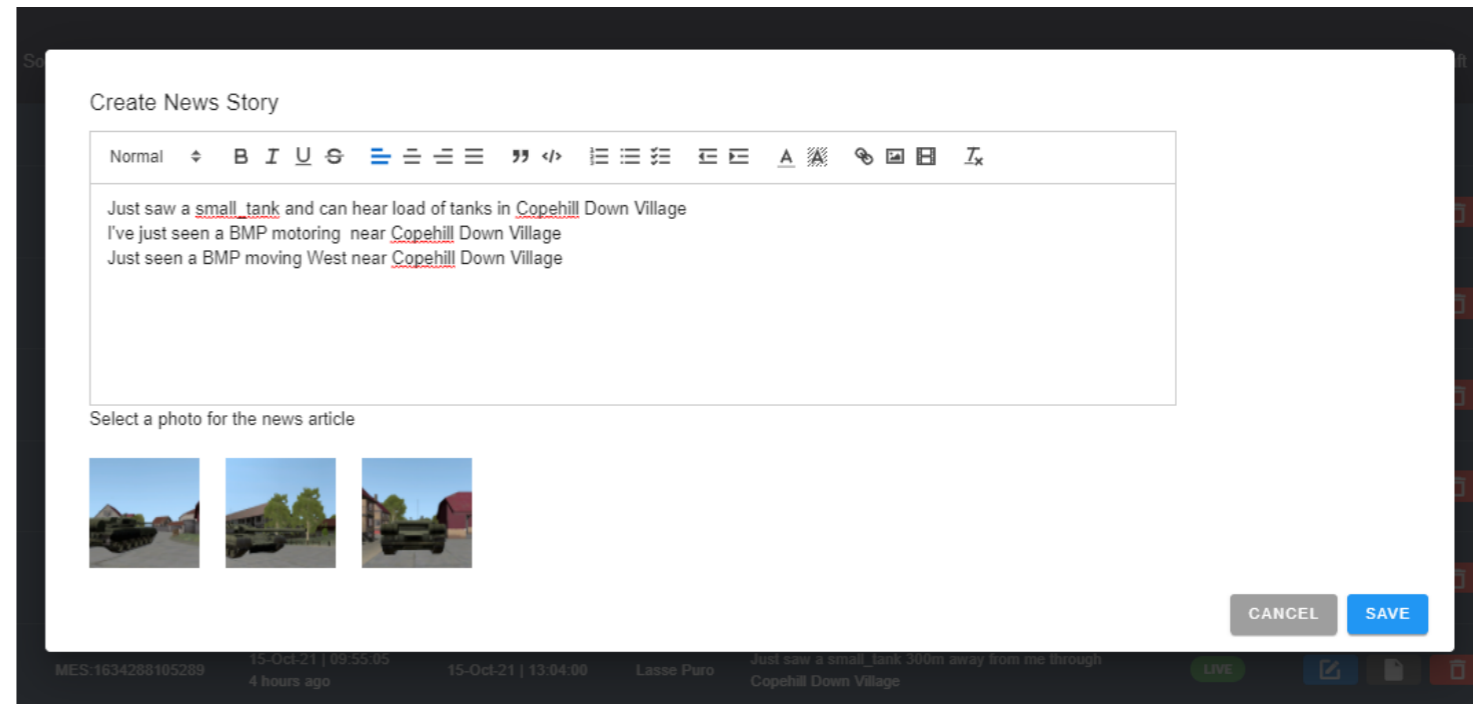 So
ft
Create News Story
Normal
Just saw a small_tank and can hear load of tanks in Copehill Down Village
I've just seen a BMP motoring  near Copehill Down Village
Just seen a BMP moving West near Copehill Down Village
Select a photo for the news article
CANCEL SAVE
MES:1634288105289 15-Oct-21 | 09:55:05 15-Oct-21 | 13:04:00 Lasse Puro Just saw a small_tank 300m away from me through LIVE
4 hours ago Copehill Down Village